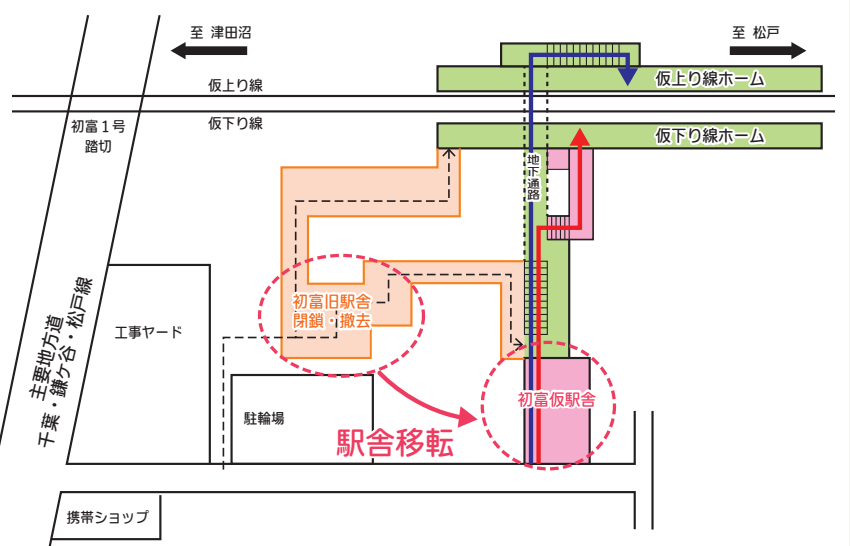 至 津田沼
至 松戸
仮上り線
仮上り線ホーム
仮下り線
仮下り線ホーム
初富1号
踏切
地下通路
主要地方道
千葉・鎌ケ谷・松戸線
工事ヤード
初富旧駅舎
閉鎖・撤去
初富仮駅舎
駐輪場
駅舎移転
携帯ショップ